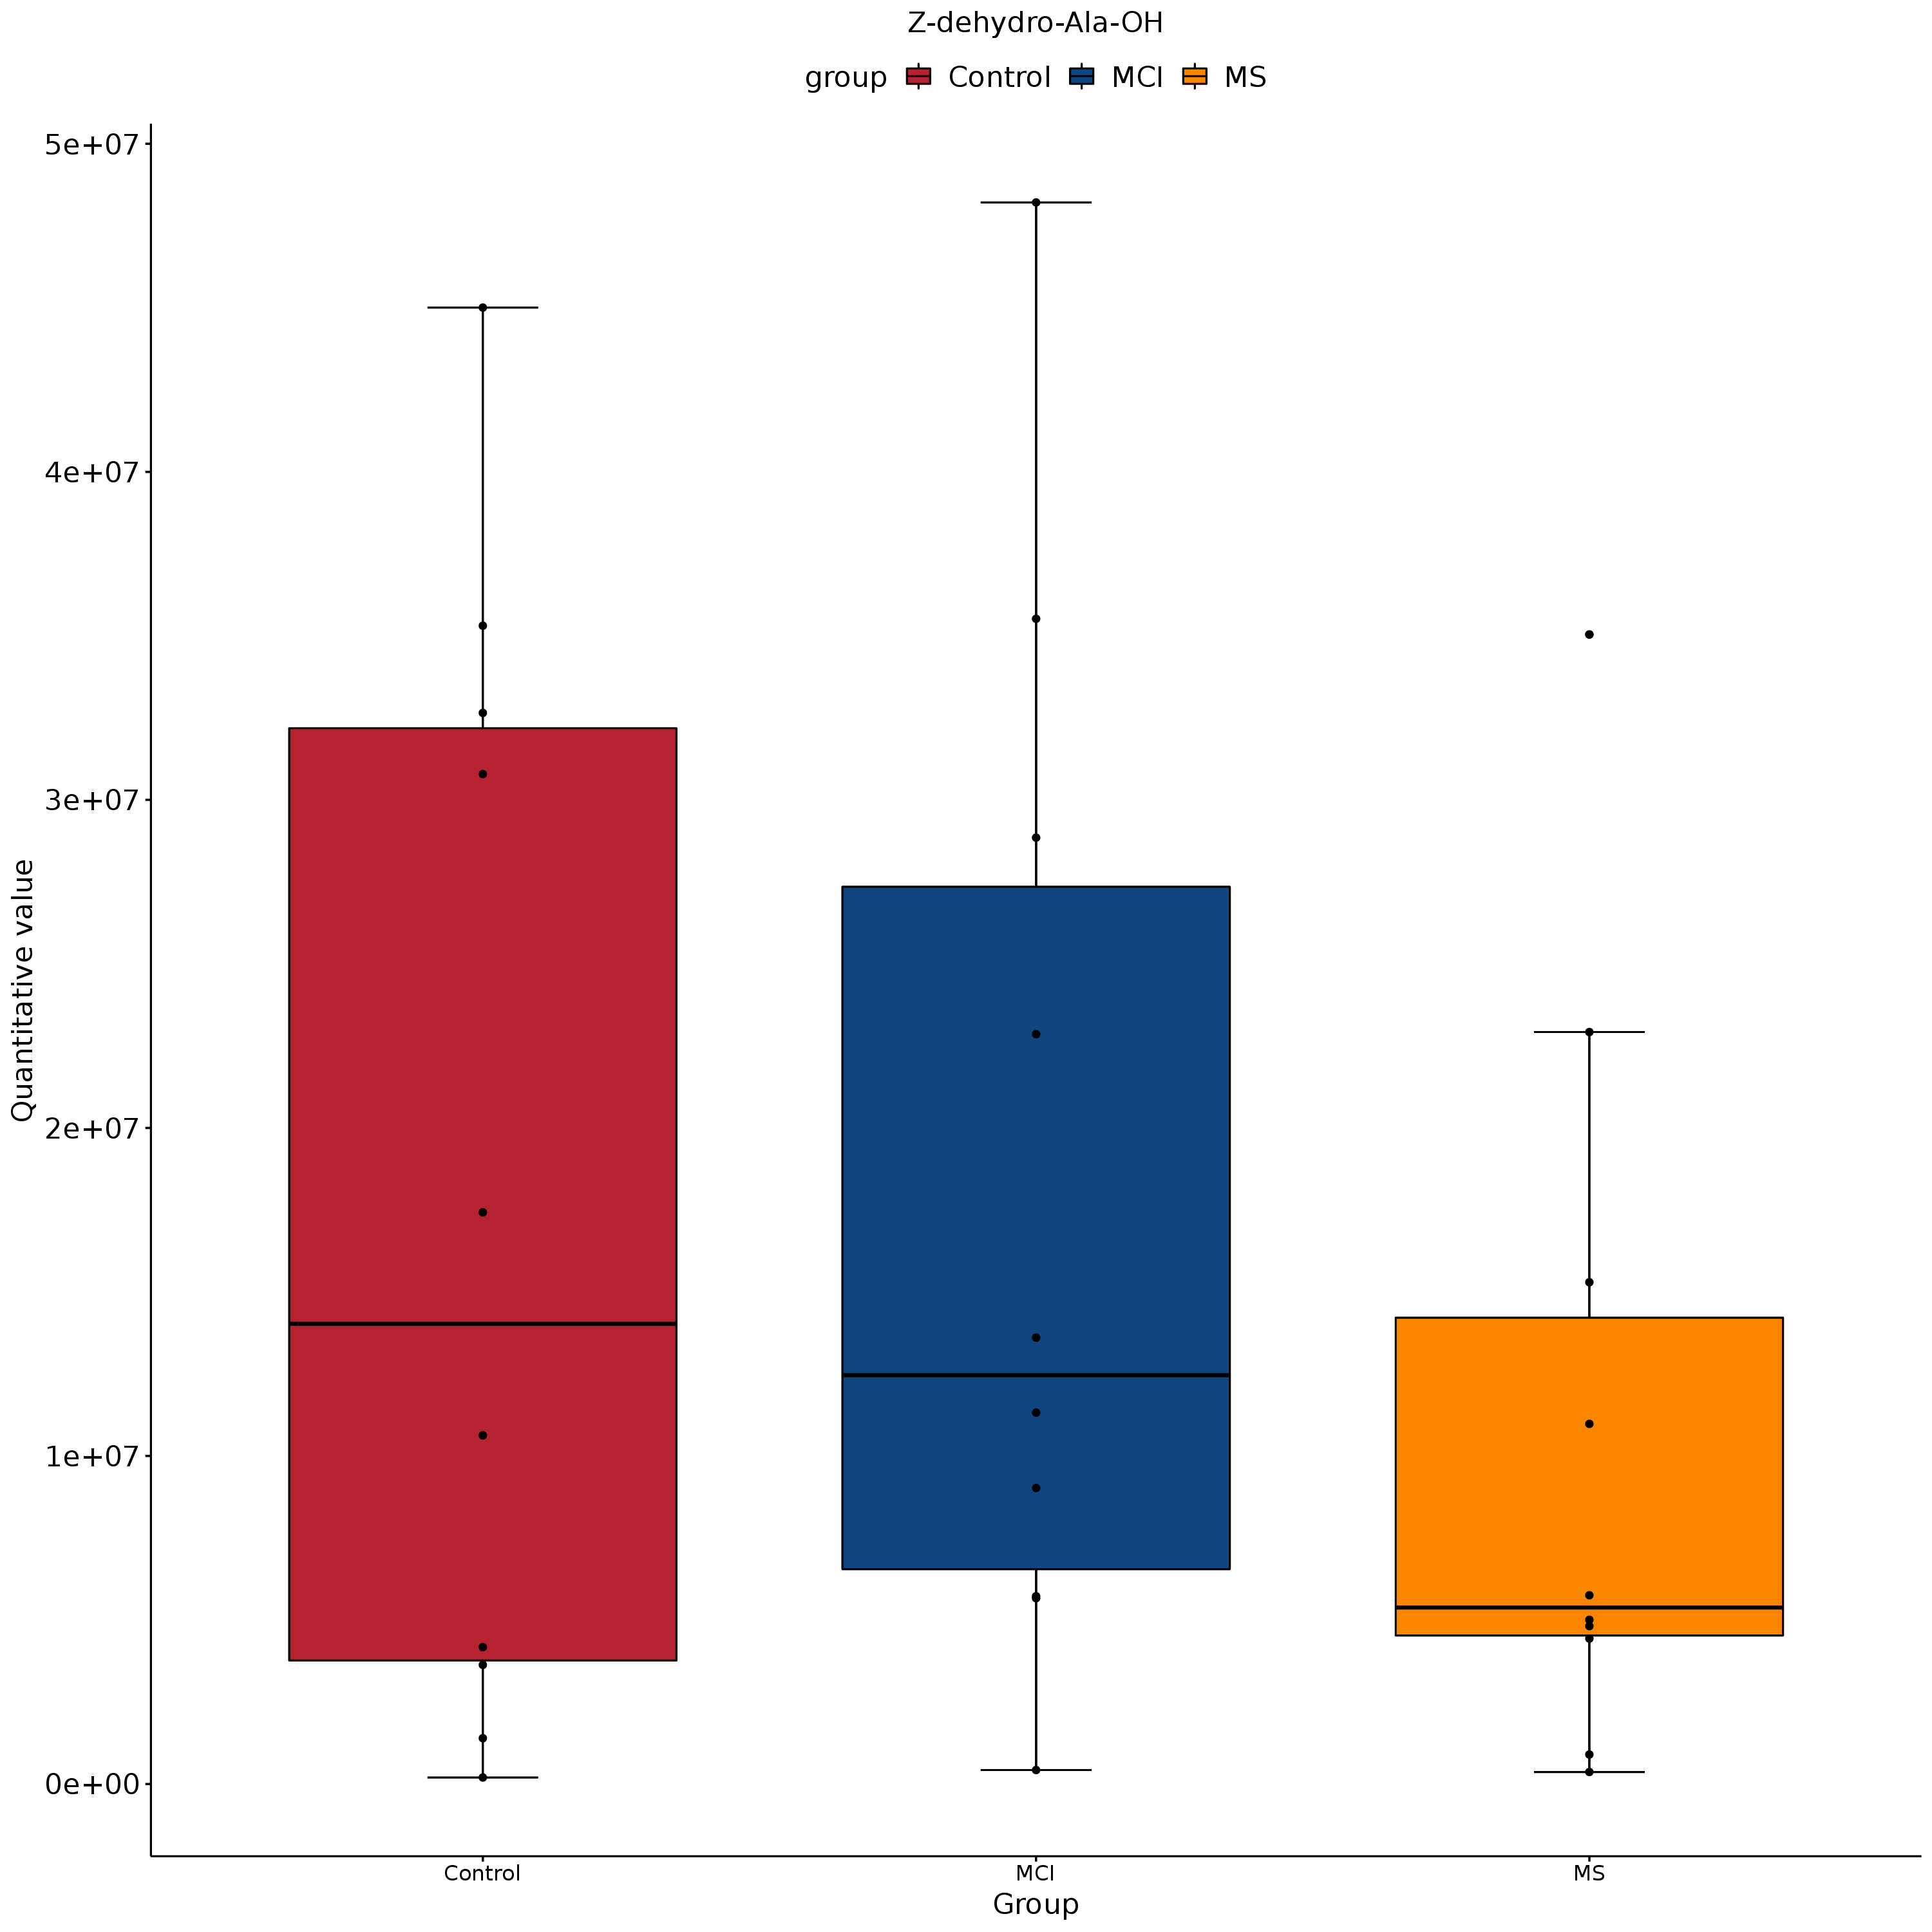 Z-dehydro-Ala-OH
group Control MCI MS
5e+07
4e+07
3e+07
2e+07
1e+07
0e+00
Quantitative value
Control MCI MS
Group